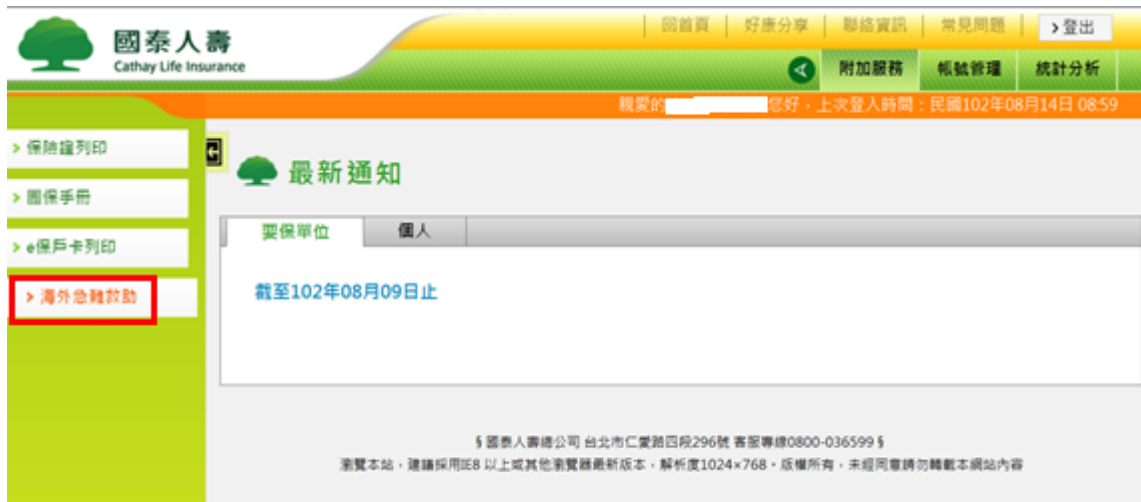 國泰人壽
Cathay Life Insurance
回首頁 | 好康分享 | 聯絡資訊 | 常見問題 | >登出
附加服務 帳號管理 統計分析
親愛的 您好,上次登入時間:民國102年08月14日 08:59
> 保險證列印
> 團保手冊
> e保戶卡列印
> 海外急難救助
最新通知
要保單位 個人
截至102年08月09日止
§ 國泰人壽總公司 台北市仁愛路四段296號 客服專線0800-036599 §
瀏覽本站,建議採用IE8 以上或其他瀏覽器最新版本,解析度1024×768。版權所有,未經同意請勿轉載本網站內容